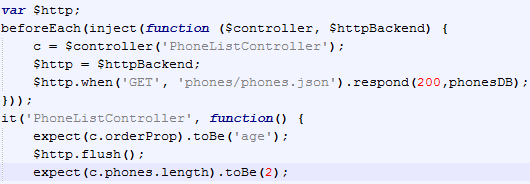 var $http;
beforeEach(inject(function ($controller, $httpBackend) {
    c = $controller('PhoneListController');
    $http = $httpBackend;
    $http.when('GET', 'phones/phones.json').respond(200,phonesDB);
}));
it('PhoneListController', function() {
    expect(c.orderProp).toBe('age');
    $http.flush();
    expect(c.phones.length).toBe(2);